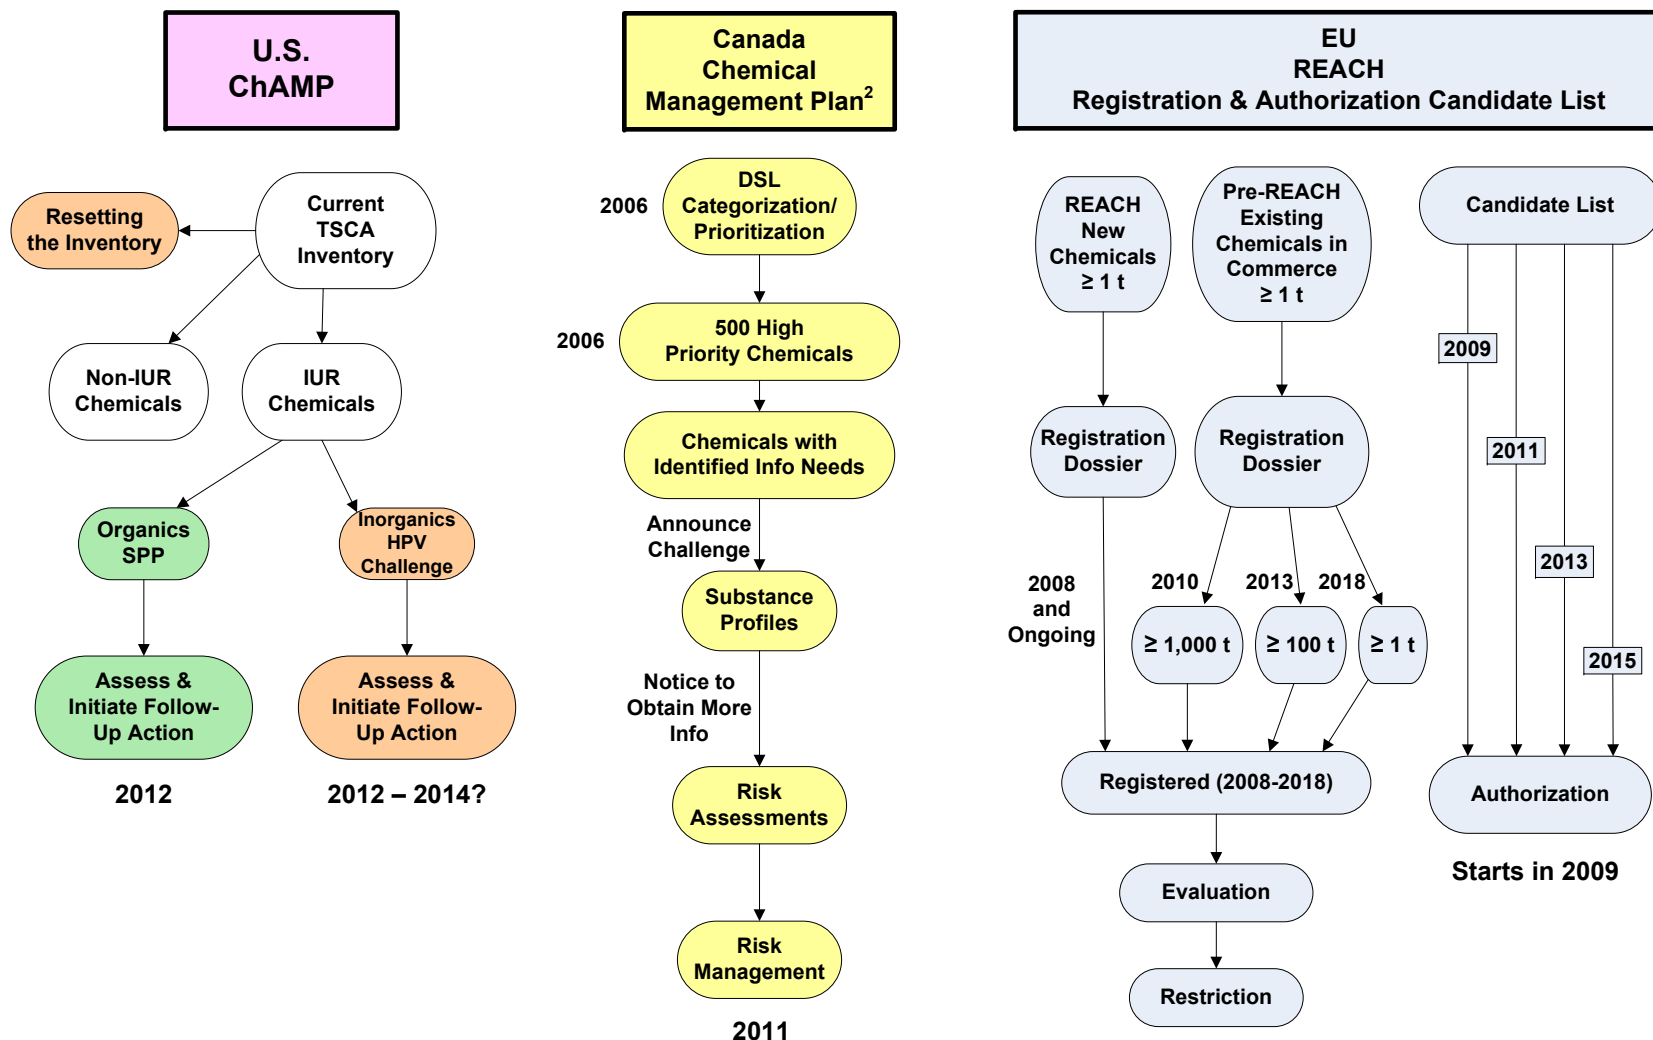 U.S.
ChAMP
Resetting
the Inventory
Current
TSCA
Inventory
Non-IUR
Chemicals
IUR
Chemicals
Organics
SPP
Inorganics
HPV
Challenge
Assess &
Initiate Follow-
Up Action
Assess &
Initiate Follow-
Up Action
2012
2012 – 2014?
Canada
Chemical
Management Plan²
2006
DSL
Categorization/
Prioritization
2006
500 High
Priority Chemicals
Chemicals with
Identified Info Needs
Announce
Challenge
Substance
Profiles
Notice to
Obtain More
Info
Risk
Assessments
Risk
Management
2011
EU
REACH
Registration & Authorization Candidate List
REACH
New
Chemicals
≥ 1 t
Pre-REACH
Existing
Chemicals in
Commerce
≥ 1 t
Registration
Dossier
Registration
Dossier
2008
and
Ongoing
2010
2013
2018
≥ 1,000 t
≥ 100 t
≥ 1 t
Registered (2008-2018)
Evaluation
Restriction
Candidate List
2009
2011
2013
2015
Authorization
Starts in 2009